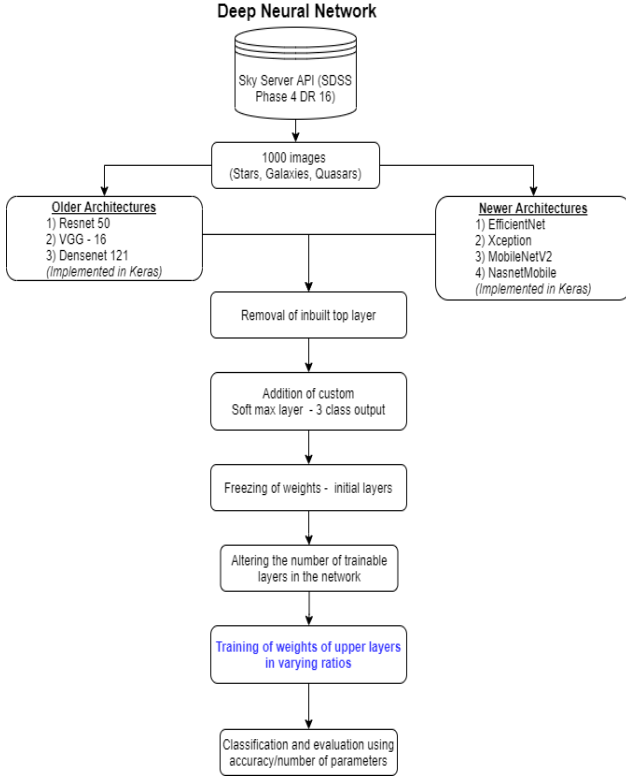 Deep Neural Network
Sky Server API (SDSS
Phase 4 DR 16)
1000 images
(Stars, Galaxies, Quasars)
Older Architectures
1) Resnet 50
2) VGG - 16
3) Densenet 121
(Implemented in Keras)
Newer Architectures
1) EfficientNet
2) Xception
3) MobileNetV2
4) NasnetMobile
(Implemented in Keras)
Removal of inbuilt top layer
Addition of custom
Soft max layer - 3 class output
Freezing of weights - initial layers
Altering the number of trainable
layers in the network
Training of weights of upper layers
in varying ratios
Classification and evaluation using
accuracy/number of parameters